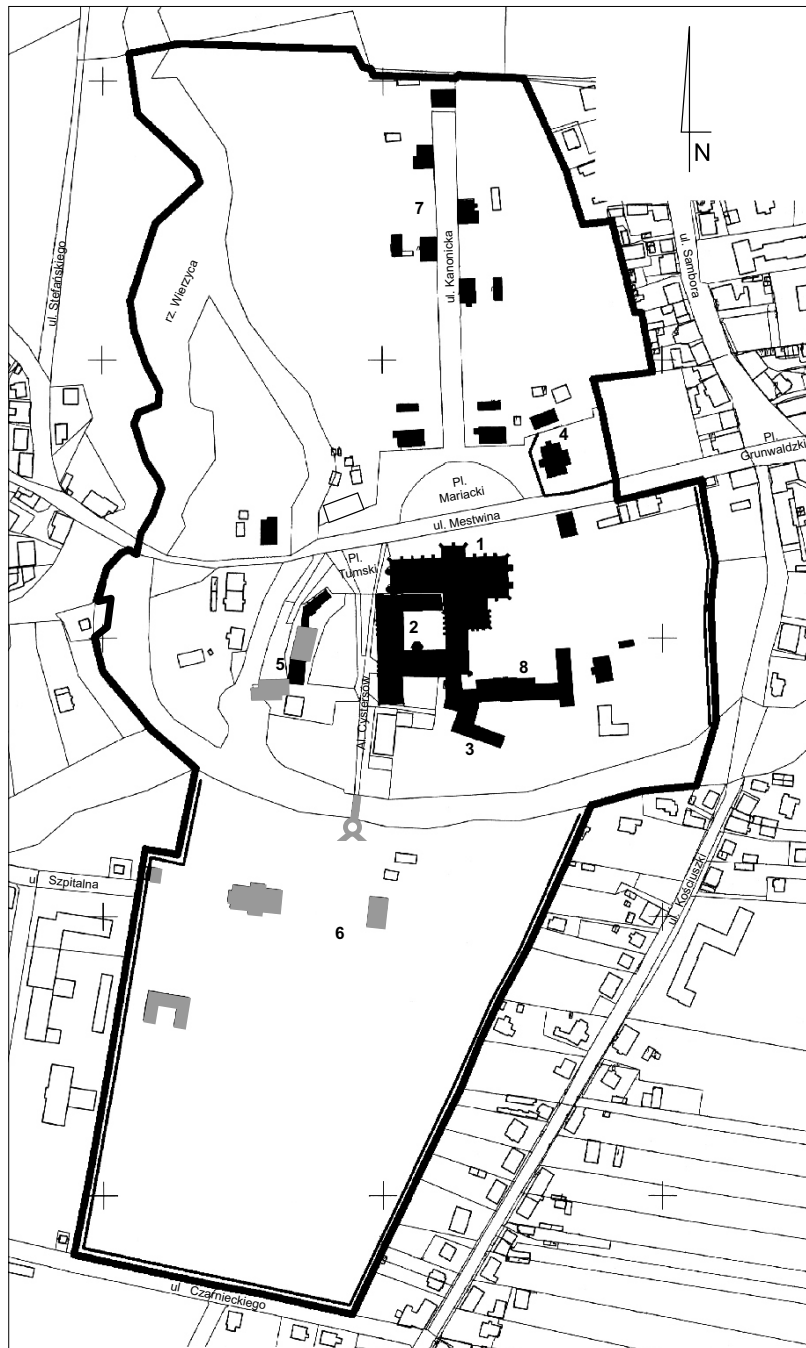 N
7
ul. Kanonicka
ul. Sambora
ul. Stefańskiego
rz. Wierzyca
4
Pl.
Grunwaldzki
Pl.
Mariacki
ul. Mestwina
1
Pl.
Tumski
2
5
8
Al. Cystersów
3
ul. Szpitalna
ul. Kościuszki
6
ul. Czarnieckiego